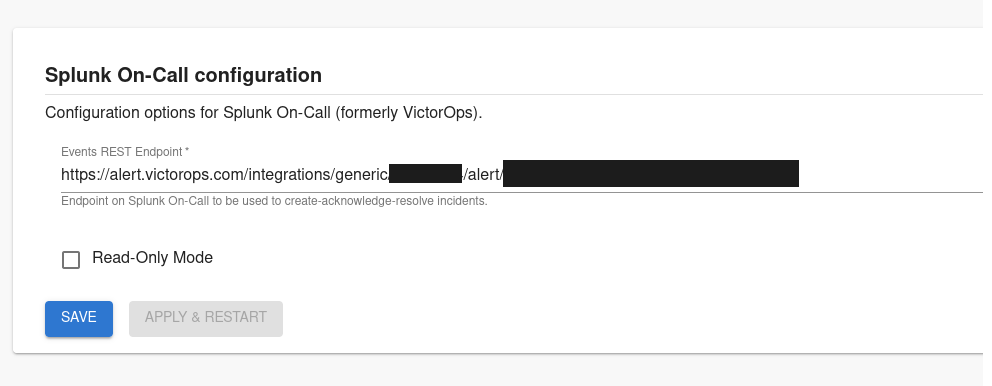 Splunk On-Call configuration
Configuration options for Splunk On-Call (formerly VictorOps).
Events REST Endpoint *
https://alert.victorops.com/integrations/generic/ /alert/
Endpoint on Splunk On-Call to be used to create-acknowledge-resolve incidents.
Read-Only Mode
SAVE APPLY & RESTART